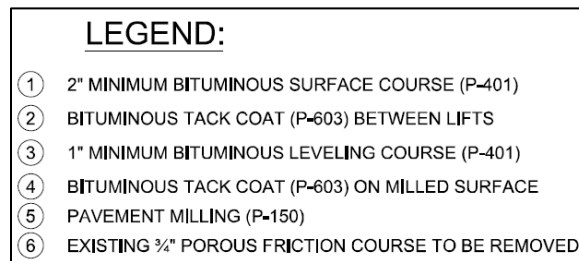 LEGEND:
1 2" MINIMUM BITUMINOUS SURFACE COURSE (P-401)
2 BITUMINOUS TACK COAT (P-603) BETWEEN LIFTS
3 1" MINIMUM BITUMINOUS LEVELING COURSE (P-401)
4 BITUMINOUS TACK COAT (P-603) ON MILLED SURFACE
5 PAVEMENT MILLING (P-150)
6 EXISTING ¾" POROUS FRICTION COURSE TO BE REMOVED